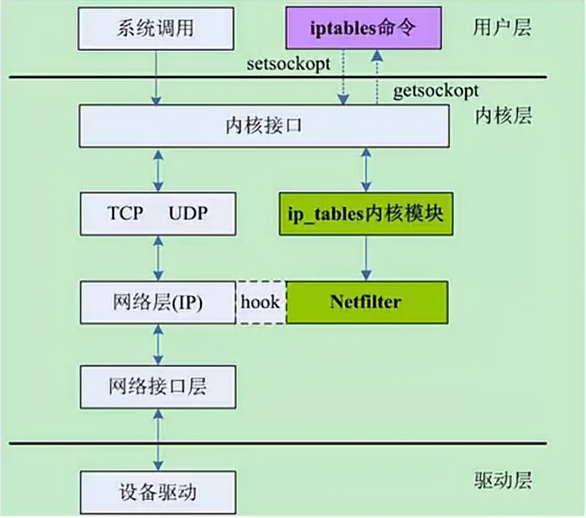 系统调用
iptables命令
用户层
setsockopt
getsockopt
内核接口
内核层
TCP UDP
ip_tables内核模块
网络层(IP)
hook
Netfilter
网络接口层
设备驱动
驱动层